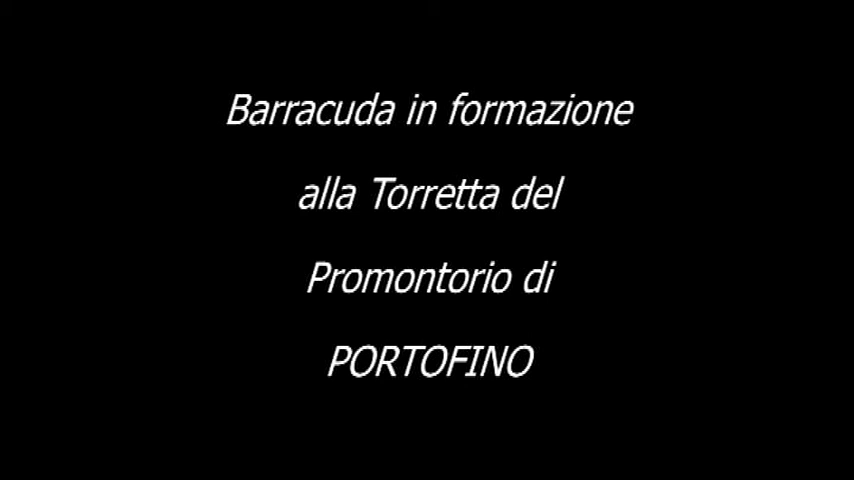 Barracuda in formazione
alla Torretta del
Promontorio di
PORTOFINO